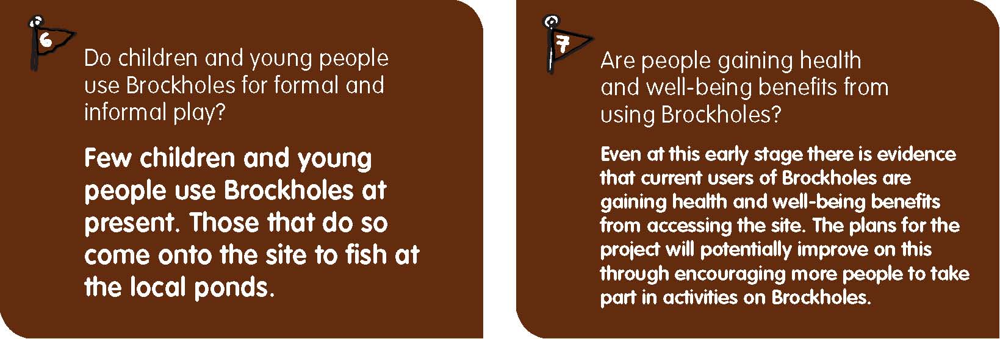 6
Do children and young people
use Brockholes for formal and
informal play?
Few children and young
people use Brockholes at
present. Those that do so
come onto the site to fish at
the local ponds.
7
Are people gaining health
and well-being benefits from
using Brockholes?
Even at this early stage there is evidence
that current users of Brockholes are
gaining health and well-being benefits
from accessing the site. The plans for the
project will potentially improve on this
through encouraging more people to take
part in activities on Brockholes.